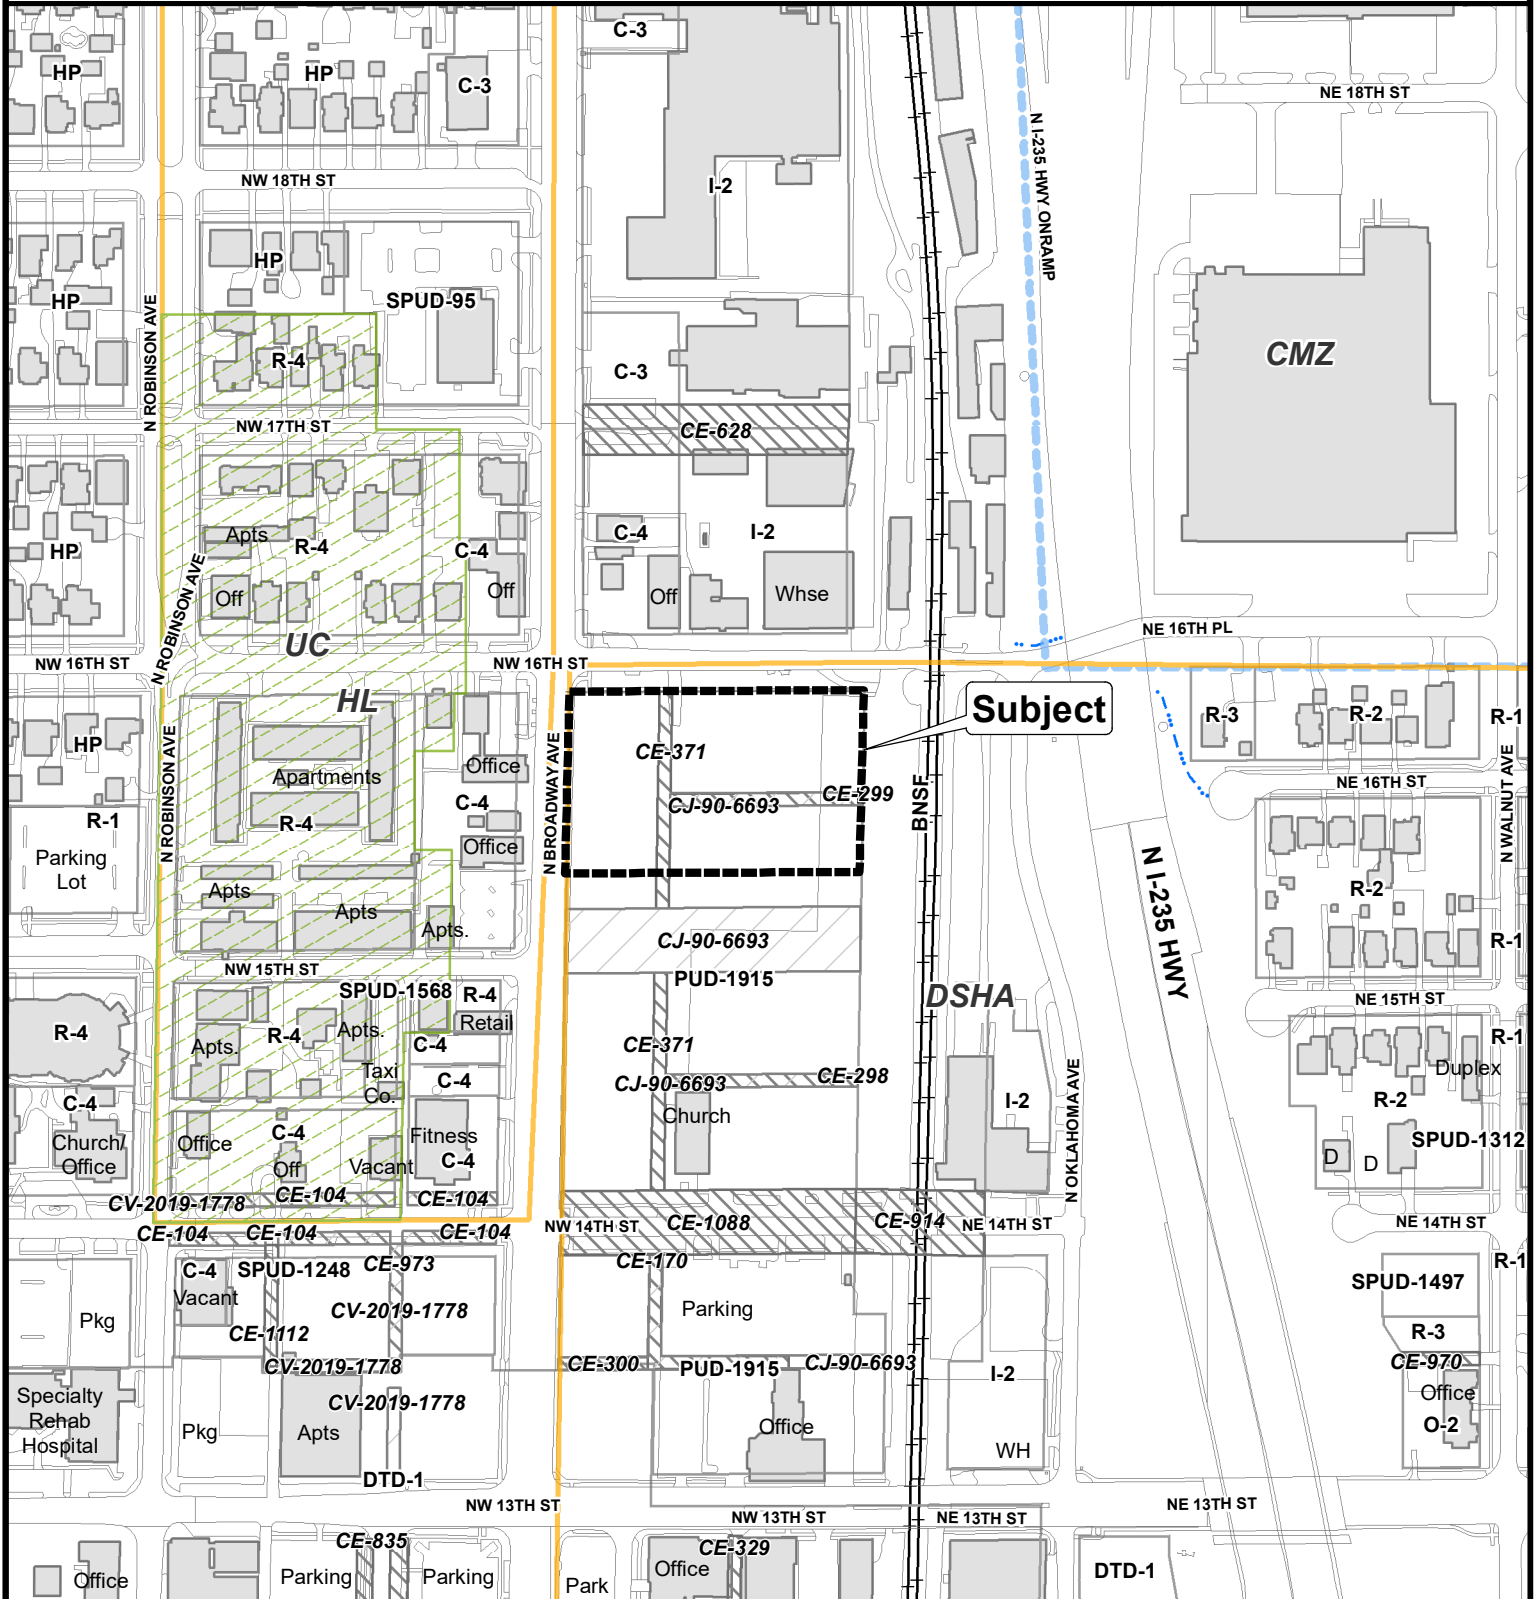 C-3
HP
HP
C-3
NE 18TH ST
N I-235 HWY ONRAMP
NW 18TH ST
I-2
HP
HP
SPUD-95
N ROBINSON AVE
R-4
C-3
CMZ
NW 17TH ST
CE-628
Apts
R-4
C-4
C-4
I-2
HP
Off
Off
Off
Whse
N ROBINSON AVE
UC
NE 16TH PL
NW 16TH ST
NW 16TH ST
HL
Subject
R-3
R-2
R-1
HP
N ROBINSON AVE
N BROADWAY AVE
CE-371
Office
Apartments
BNSF
NE 16TH ST
N WALNUT AVE
CE-299
C-4
CJ-90-6693
R-1
R-4
Office
Parking
Lot
N I-235 HWY
R-2
Apts
Apts
Apts.
CJ-90-6693
R-1
NW 15TH ST
PUD-1915
SPUD-1568
R-4
DSHA
NE 15TH ST
Retail
R-4
R-4
Apts.
Apts.
C-4
CE-371
R-1
Taxi
Co.
C-4
CJ-90-6693
CE-298
Duplex
N OKLAHOMA AVE
I-2
R-2
C-4
Church
C-4
Fitness
Church/
Office
Office
SPUD-1312
Off
Vacant
C-4
D
D
CV-2019-1778
CE-104
CE-104
NW 14TH ST
CE-1088
CE-914
NE 14TH ST
NE 14TH ST
CE-104
CE-104
CE-104
CE-170
R-1
C-4
SPUD-1248
CE-973
SPUD-1497
Vacant
Pkg
CV-2019-1778
Parking
R-3
CE-1112
CV-2019-1778
CE-300
PUD-1915
CJ-90-6693
CE-970
I-2
Specialty
Rehab
Hospital
CV-2019-1778
Office
O-2
Pkg
Apts
Office
WH
DTD-1
NW 13TH ST
NE 13TH ST
NW 13TH ST
NE 13TH ST
CE-835
CE-329
Office
Parking
Parking
Park
Office
DTD-1